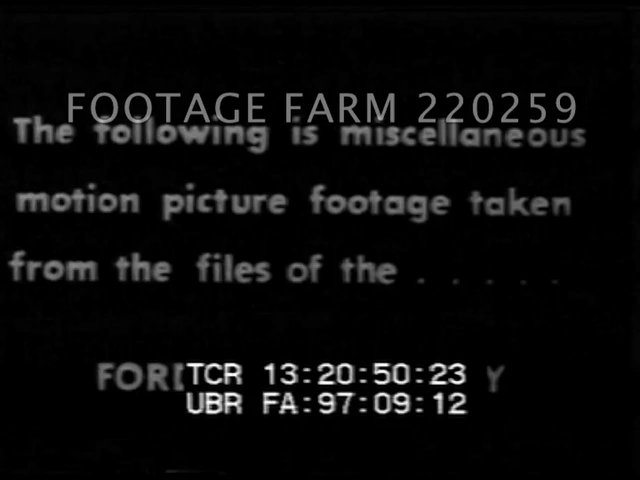 FOOTAGE FARM 220259
The following is miscellaneous
motion picture footage taken
from the files of the . . . . .
TCR 13:20:50:23
UBR FA:97:09:12